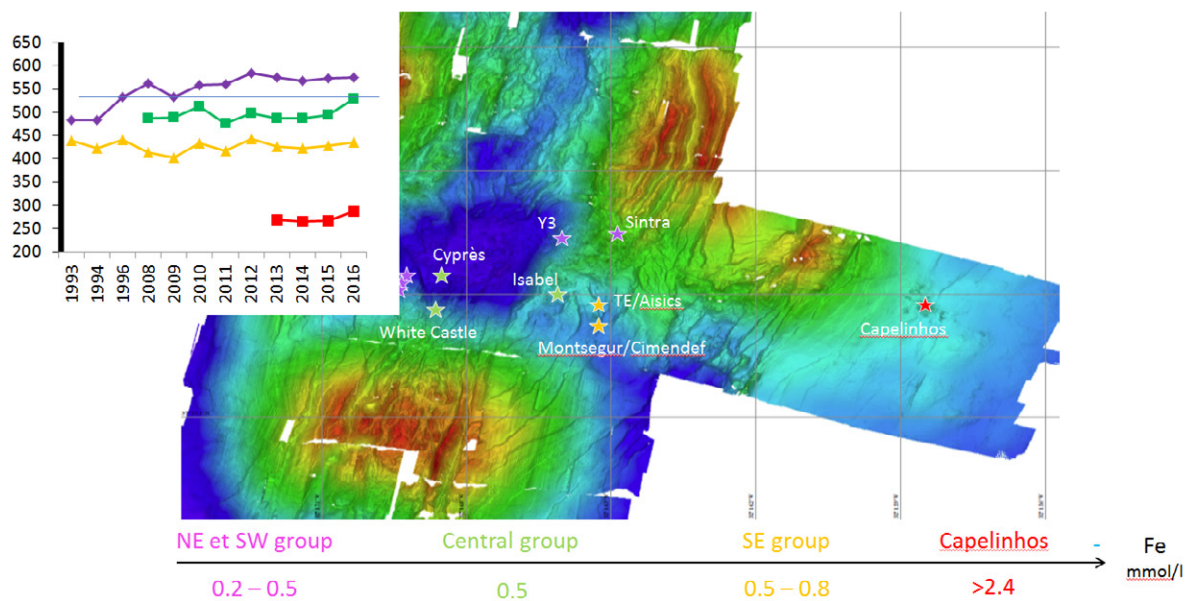 650
600
550
500
450
400
350
300
250
200
1993
1994
1996
2008
2009
2010
2011
2012
2013
2014
2015
2016
Y3
Sintra
Cyprès
Isabel
TE/Aisics
White Castle
Montsegur/Cimendef
Capelinhos
NE et SW group
Central group
SE group
Capelinhos
-
Fe
mmol/l
0.2 – 0.5
0.5
0.5 – 0.8
>2.4